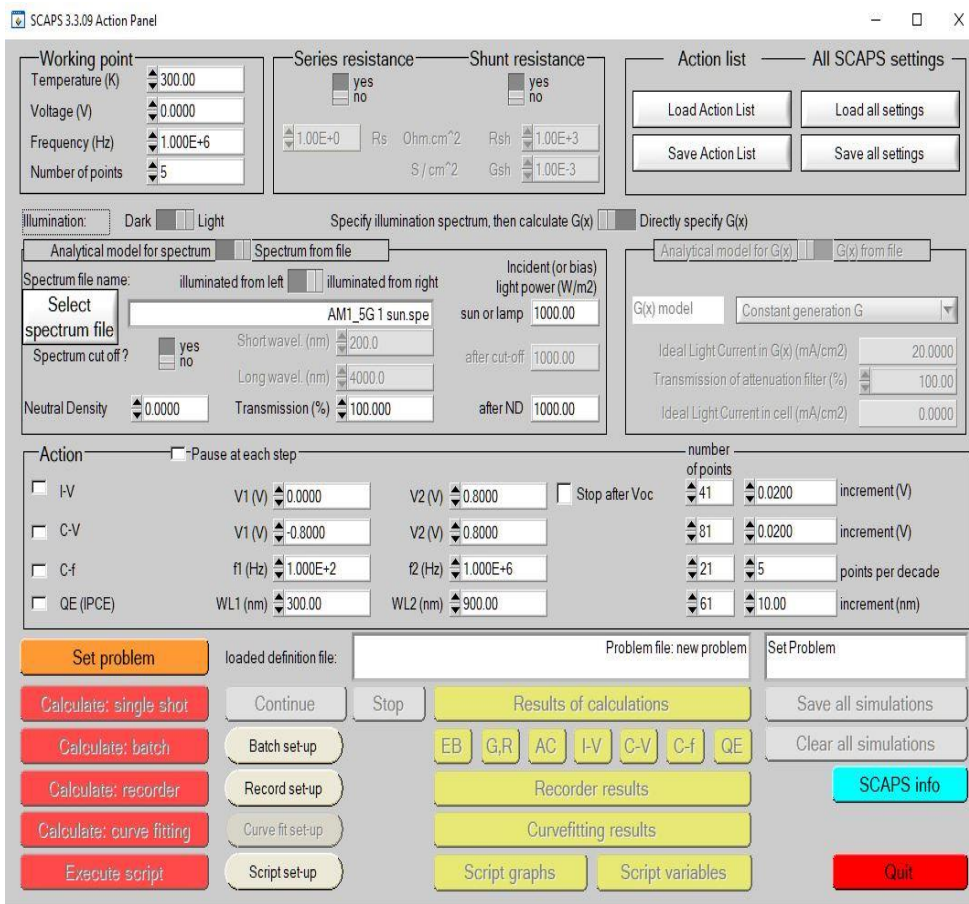 SCAPS 3.3.09 Action Panel
Working point
Temperature (K) 300.00
Voltage (V) 0.0000
Frequency (Hz) 1.000E+6
Number of points 5
Series resistance Shunt resistance
yes yes
no no
1.00E+0 Rs Ohm.cm^2 Rsh 1.00E+3
S / cm^2 Gsh 1.00E-3
Action list All SCAPS settings
Load Action List Load all settings
Save Action List Save all settings
Illumination: Dark Light Specify illumination spectrum, then calculate G(x) Directly specify G(x)
Analytical model for spectrum Spectrum from file
Spectrum file name: illuminated from left illuminated from right
Incident (or bias)
light power (W/m2)
Select
spectrum file
AM1_5G 1 sun.spe sun or lamp 1000.00
Spectrum cut off? yes
no
Short wavel. (nm) 200.0
Long wavel. (nm) 4000.0
after cut-off 1000.00
Neutral Density 0.0000 Transmission (%) 100.000 after ND 1000.00
Analytical model for G(x) G(x) from file
G(x) model Constant generation G
Ideal Light Current in G(x) (mA/cm2) 20.0000
Transmission of attenuation filter (%) 100.00
Ideal Light Current in cell (mA/cm2) 0.0000
Action Pause at each step number
of points
I-V V1 (V) 0.0000 V2 (V) 0.8000 Stop after Voc 41 0.0200 increment (V)
C-V V1 (V) -0.8000 V2 (V) 0.8000 81 0.0200 increment (V)
C-f f1 (Hz) 1.000E+2 f2 (Hz) 1.000E+6 21 5 points per decade
QE (IPCE) WL1 (nm) 300.00 WL2 (nm) 900.00 61 10.00 increment (nm)
Set problem loaded definition file: Problem file: new problem Set Problem
Calculate: single shot Continue Stop Results of calculations Save all simulations
Calculate: batch Batch set-up EB G,R AC I-V C-V C-f QE Clear all simulations
Calculate: recorder Record set-up Recorder results SCAPS info
Calculate: curve fitting Curve fit set-up Curvefitting results
Execute script Script set-up Script graphs Script variables Quit